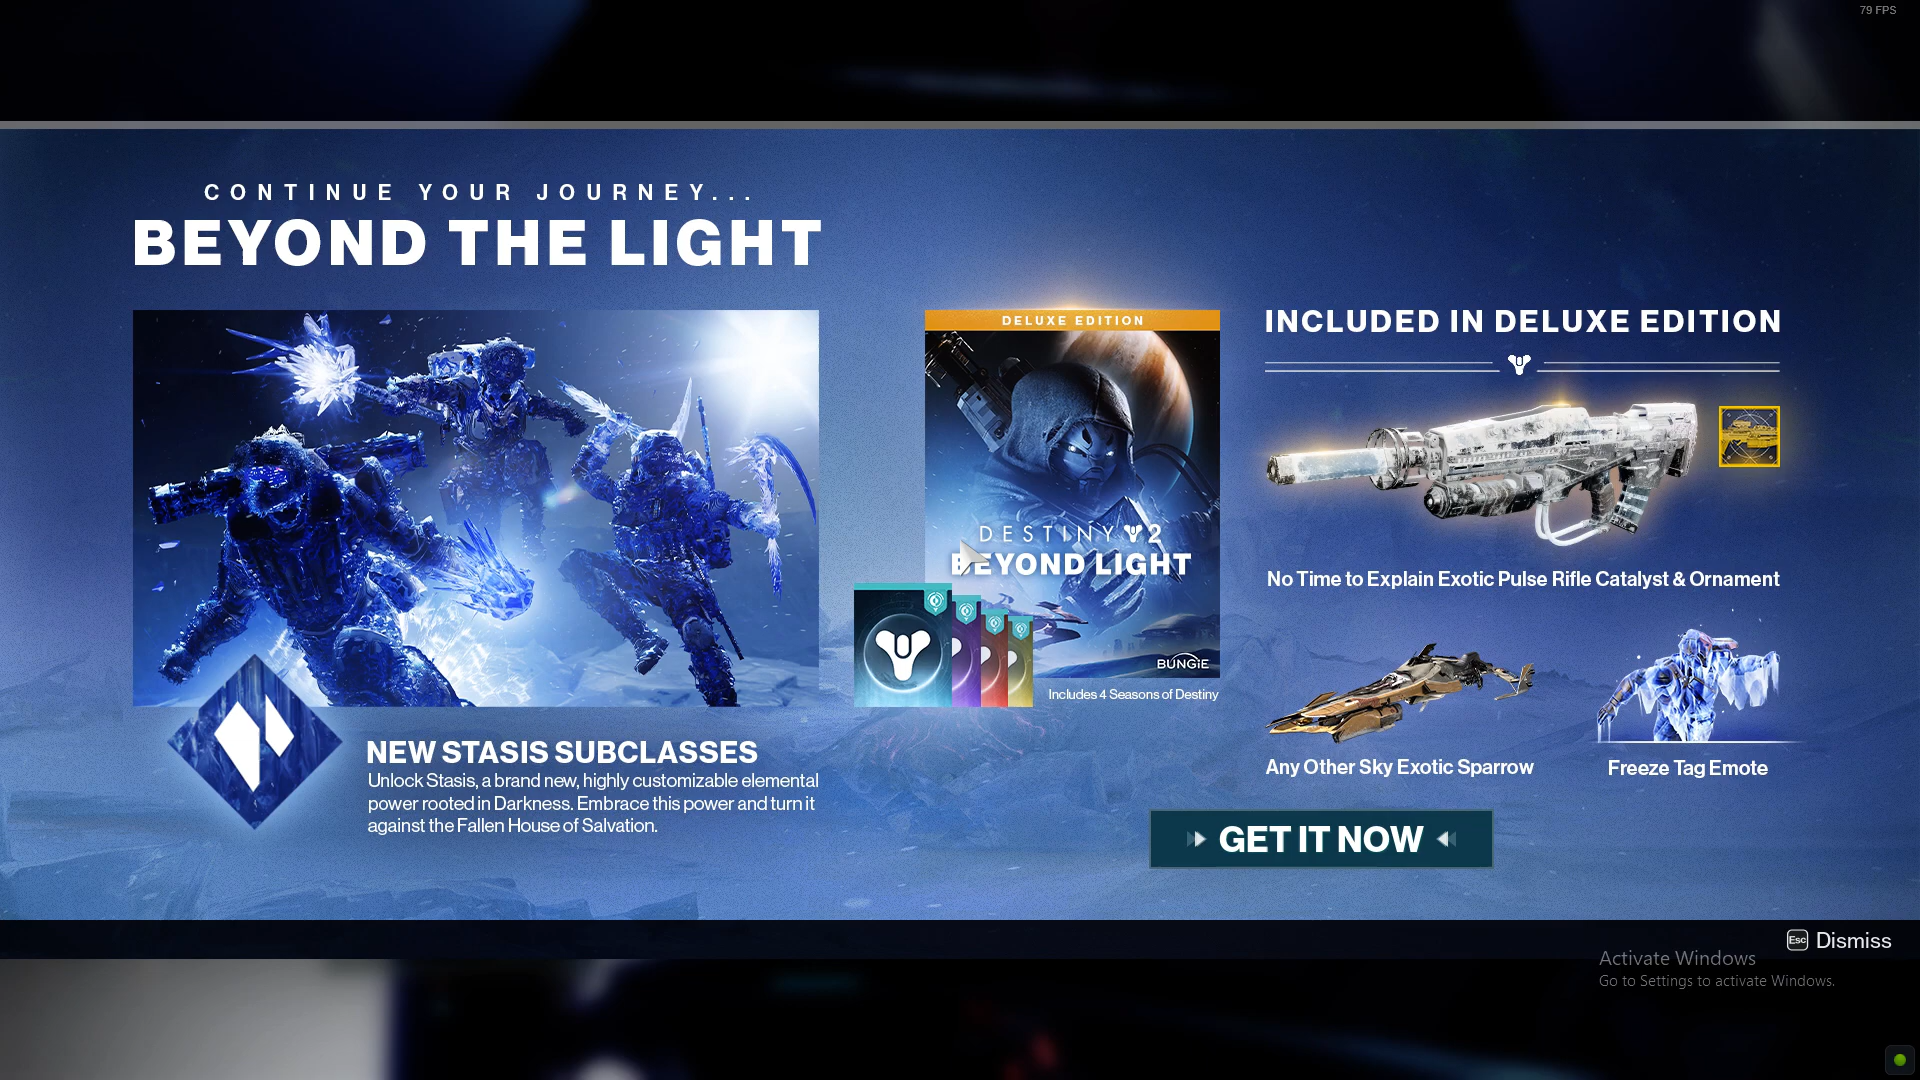 79 FPS
CONTINUE YOUR JOURNEY...
BEYOND THE LIGHT
DELUXE EDITION
DESTINY 2
BEYOND LIGHT
BUNGiE
Includes 4 Seasons of Destiny
NEW STASIS SUBCLASSES
Unlock Stasis, a brand new, highly customizable elemental
power rooted in Darkness. Embrace this power and turn it
against the Fallen House of Salvation.
INCLUDED IN DELUXE EDITION
No Time to Explain Exotic Pulse Rifle Catalyst & Ornament
Any Other Sky Exotic Sparrow
Freeze Tag Emote
GET IT NOW
Esc Dismiss
Activate Windows
Go to Settings to activate Windows.